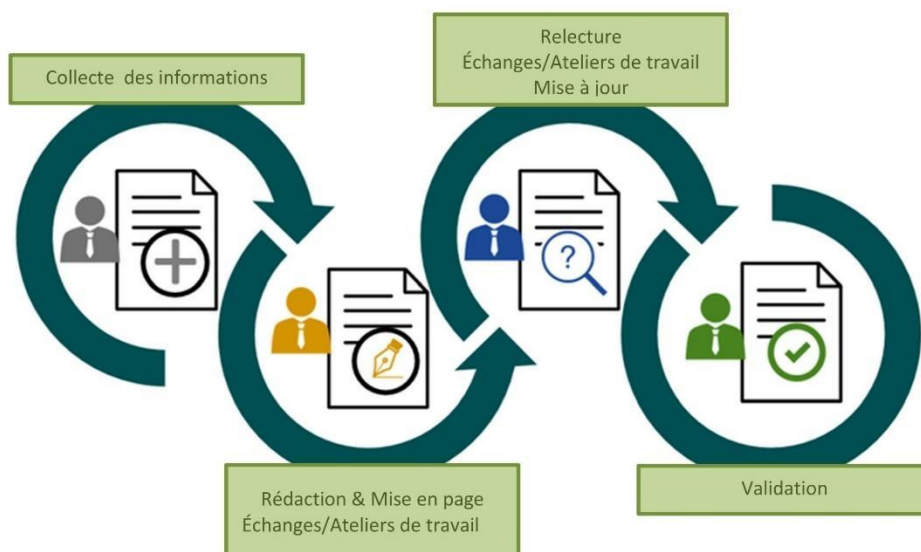 Collecte des informations
Rédaction & Mise en page
Échanges/Ateliers de travail
Relecture
Échanges/Ateliers de travail
Mise à jour
?
Validation